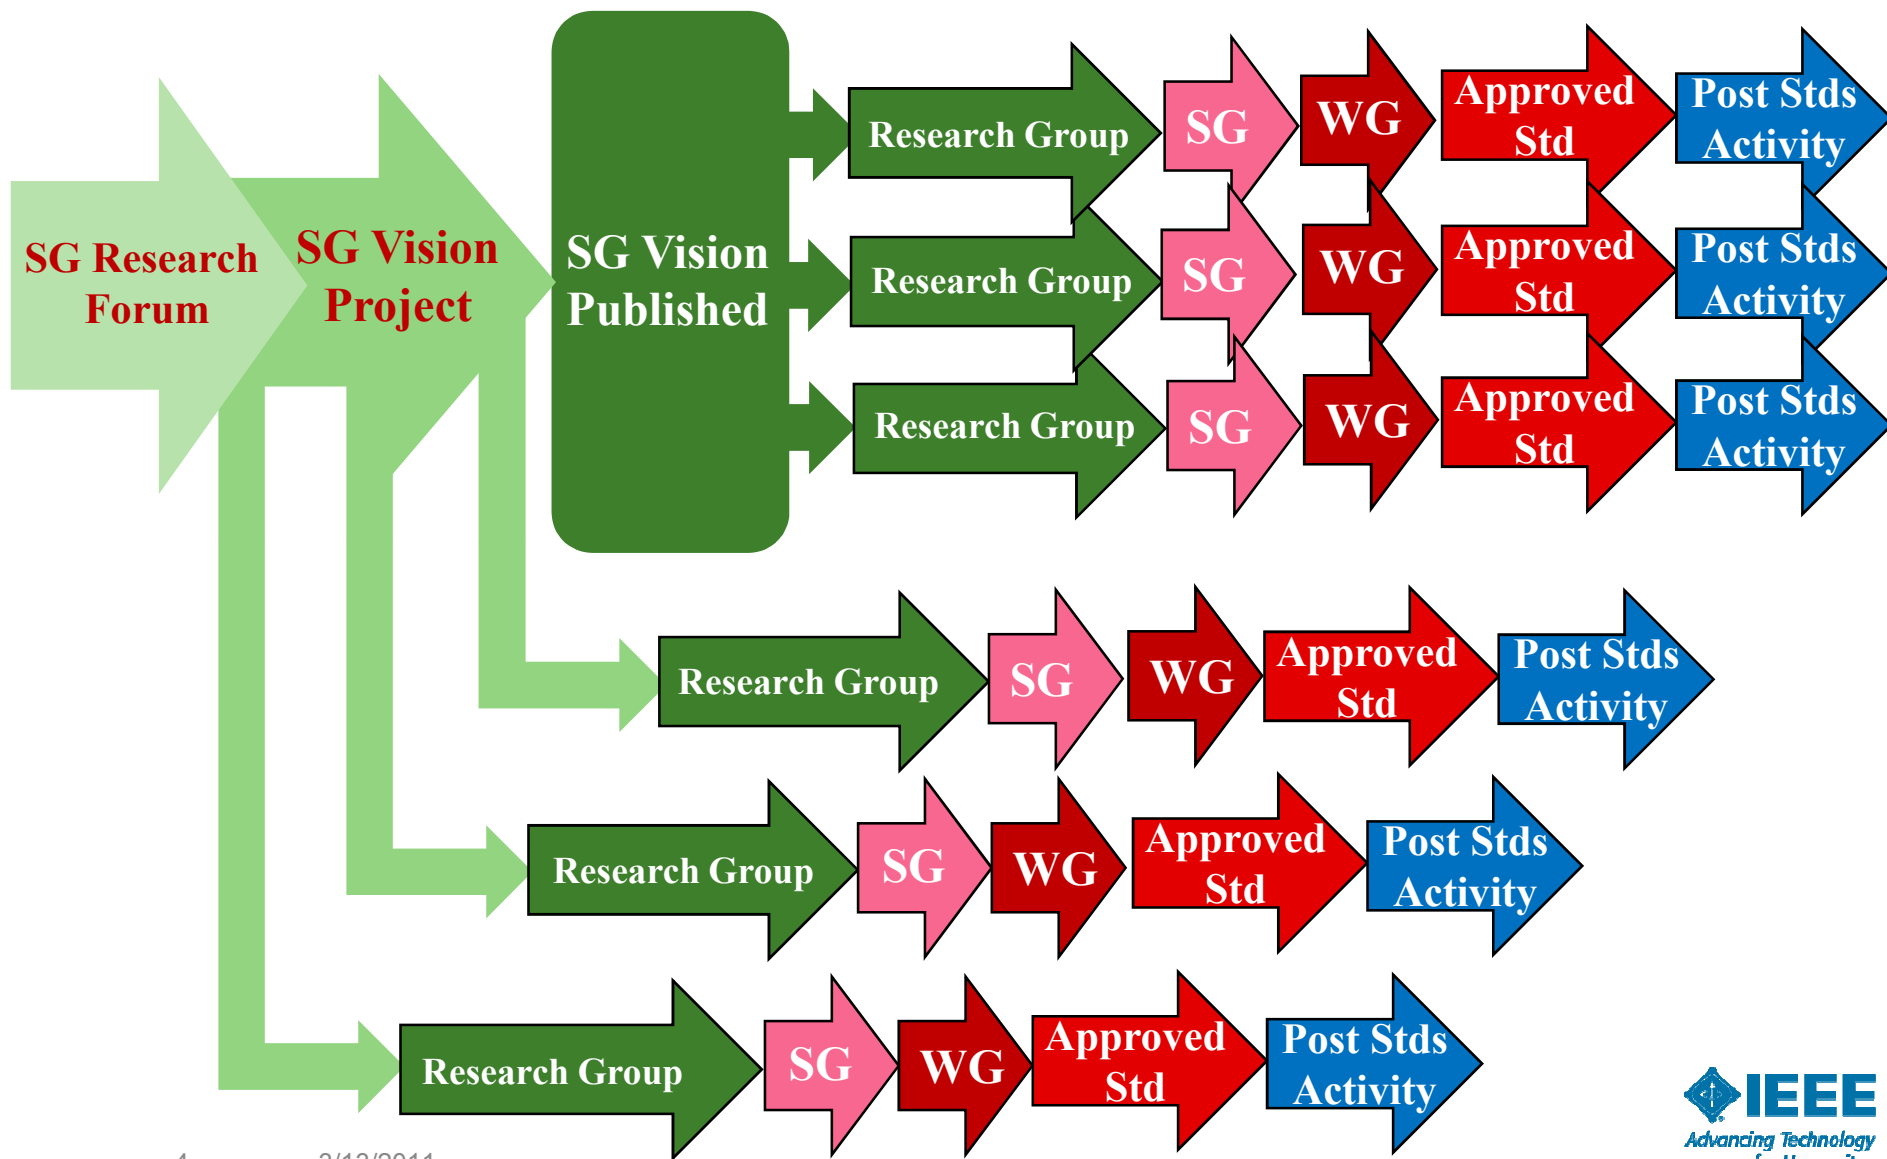 SG Research
Forum
SG Vision
Project
SG Vision
Published
Research Group
SG
WG
Approved
Std
Post Stds
Activity
Research Group
SG
WG
Approved
Std
Post Stds
Activity
Research Group
SG
WG
Approved
Std
Post Stds
Activity
Research Group
SG
WG
Approved
Std
Post Stds
Activity
Research Group
SG
WG
Approved
Std
Post Stds
Activity
Research Group
SG
WG
Approved
Std
Post Stds
Activity
IEEE
Advancing Technology